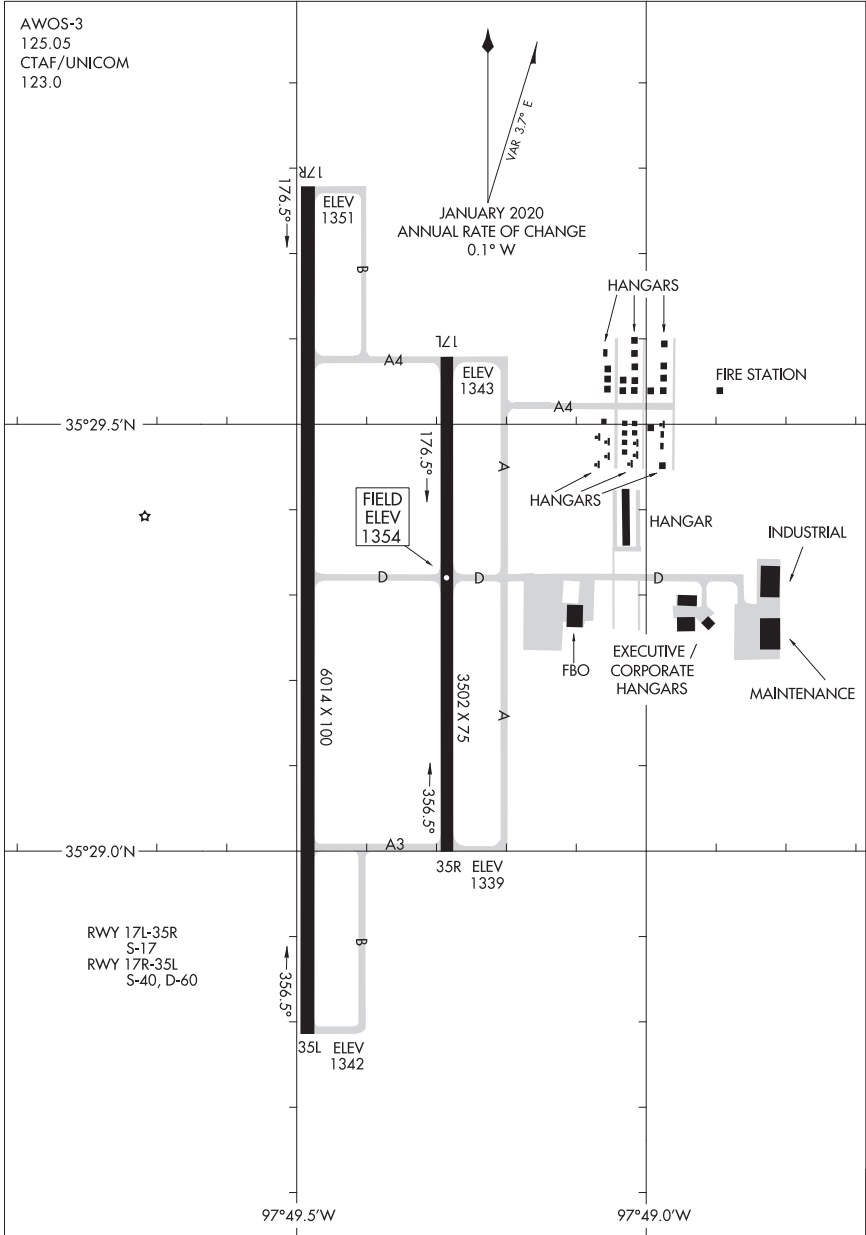 AWOS-3
125.05
CTAF/UNICOM
123.0
VAR 3.7° E
JANUARY 2020
ANNUAL RATE OF CHANGE
0.1° W
17R
176.5°
ELEV
1351
B
HANGARS
17L
A4
ELEV
1343
FIRE STATION
A4
35°29.5'N
176.5°
A
FIELD
ELEV
1354
HANGARS
HANGAR
INDUSTRIAL
D
D
D
FBO
EXECUTIVE /
CORPORATE
HANGARS
MAINTENANCE
6014 X 100
3502 X 75
A
356.5°
35°29.0'N
A3
35R
ELEV
1339
RWY 17L-35R
S-17
RWY 17R-35L
S-40, D-60
B
356.5°
35L
ELEV
1342
97°49.5'W
97°49.0'W